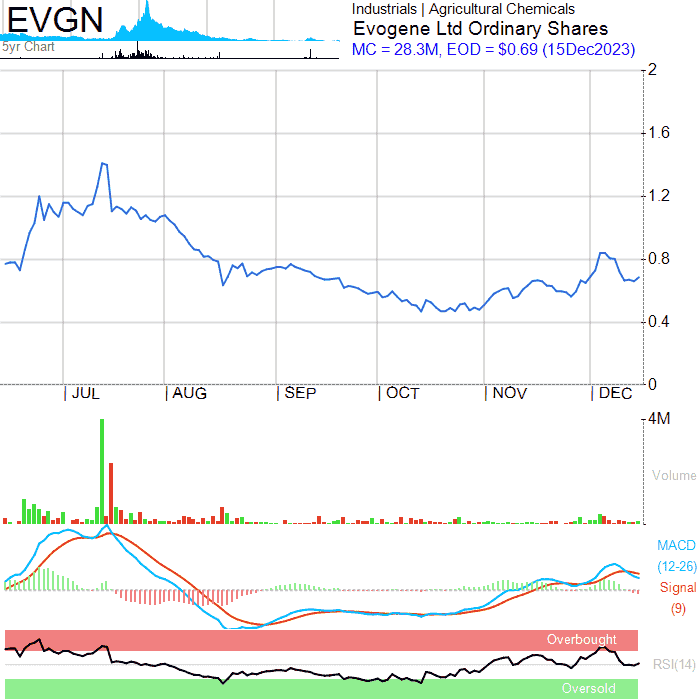 EVGN
5yr Chart
Industrials | Agricultural Chemicals
Evogene Ltd Ordinary Shares
MC = 28.3M, EOD = $0.69 (15Dec2023)
2
1.6
1.2
0.8
0.4
0
JUL AUG SEP OCT NOV DEC
4M
Volume
MACD
(12-26)
Signal
(9)
Overbought
RSI(14)
Oversold